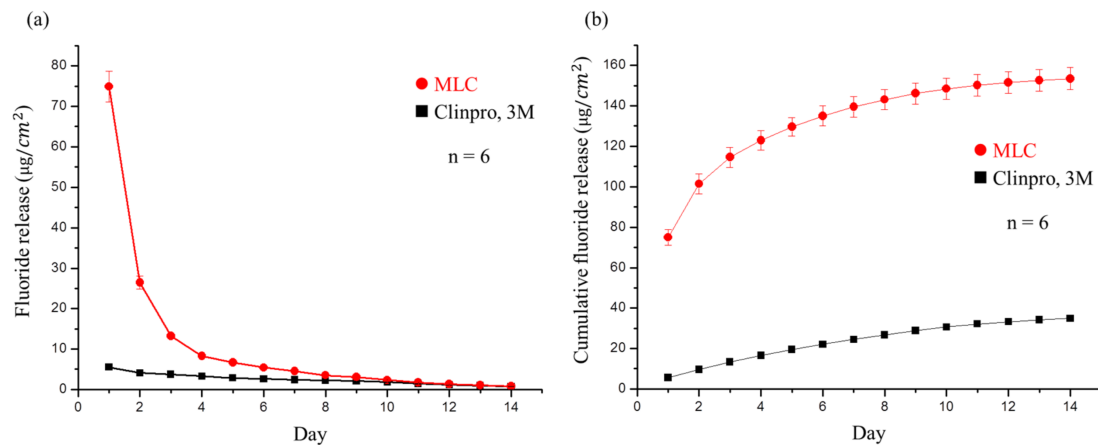 (a)
Fluoride release (μg/cm²)
80
70
60
50
40
30
20
10
0
0
2
4
6
8
10
12
14
Day
MLC
Clinpro, 3M
n = 6
(b)
Cumulative fluoride release (μg/cm²)
160
140
120
100
80
60
40
20
0
0
2
4
6
8
10
12
14
Day
MLC
Clinpro, 3M
n = 6